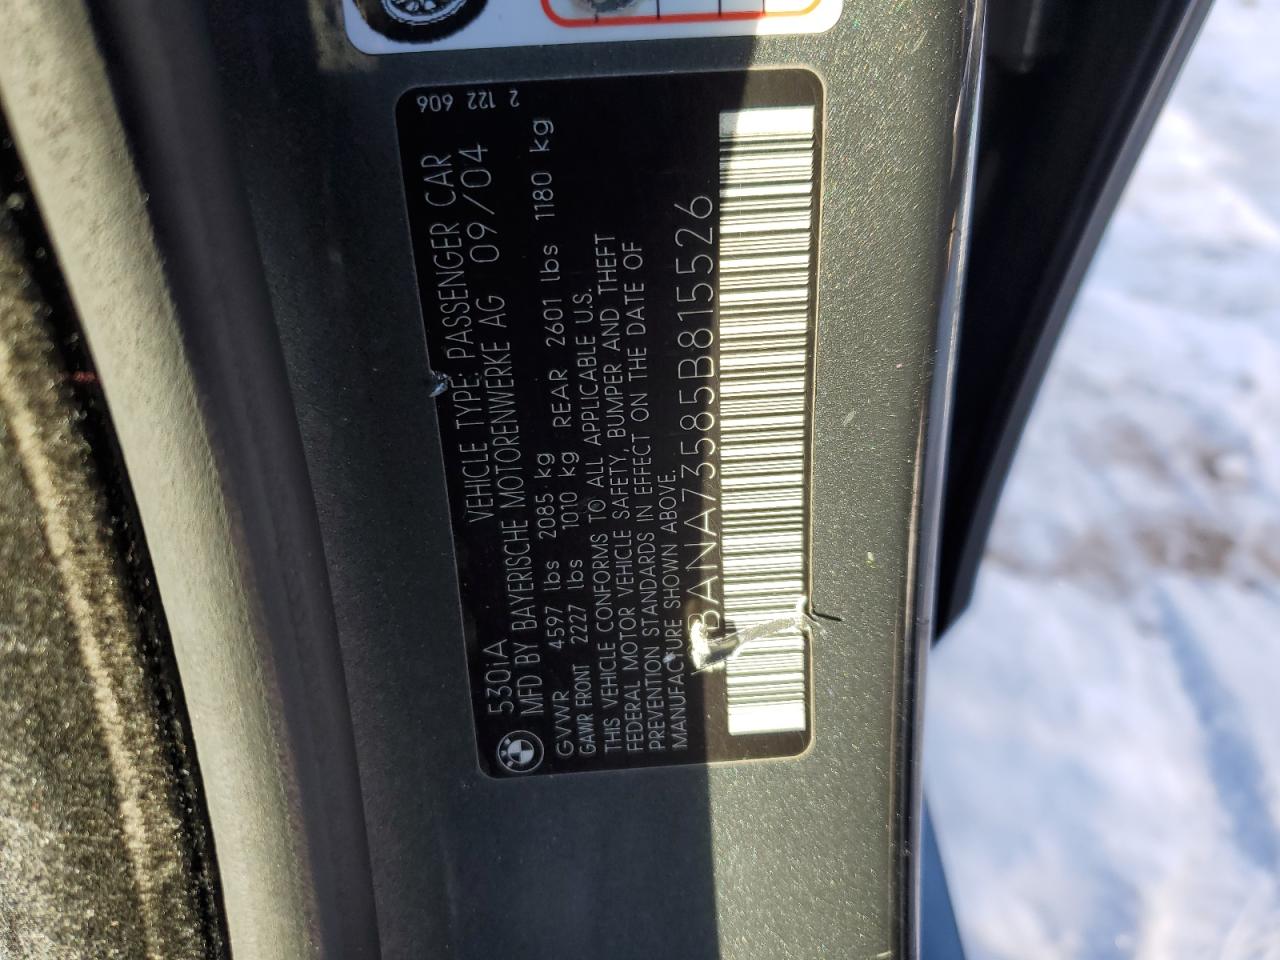 2 122 606
530iA VEHICLE TYPE: PASSENGER CAR
MFD BY BAYERISCHE MOTORENWERKE AG 09/04
GVWR 4597 lbs 2085 kg REAR 2601 lbs 1180 kg
GAWR FRONT 2227 lbs 1010 kg
THIS VEHICLE CONFORMS TO ALL APPLICABLE U.S.
FEDERAL MOTOR VEHICLE SAFETY, BUMPER AND THEFT
PREVENTION STANDARDS IN EFFECT ON THE DATE OF
MANUFACTURE SHOWN ABOVE.
BANA73585B815526